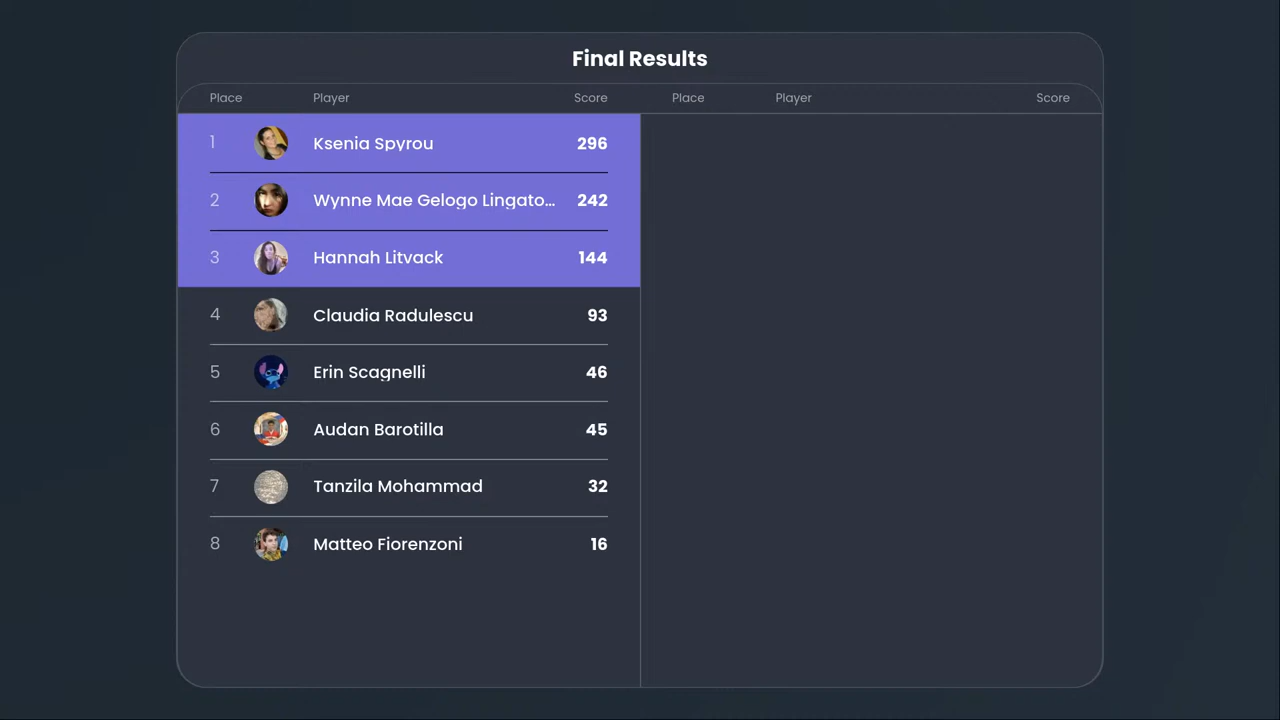 Final Results
Place Player Score Place Player Score
1 Ksenia Spyrou 296
2 Wynne Mae Gelogo Lingato... 242
3 Hannah Litvack 144
4 Claudia Radulescu 93
5 Erin Scagnelli 46
6 Audan Barotilla 45
7 Tanzila Mohammad 32
8 Matteo Fiorenzoni 16